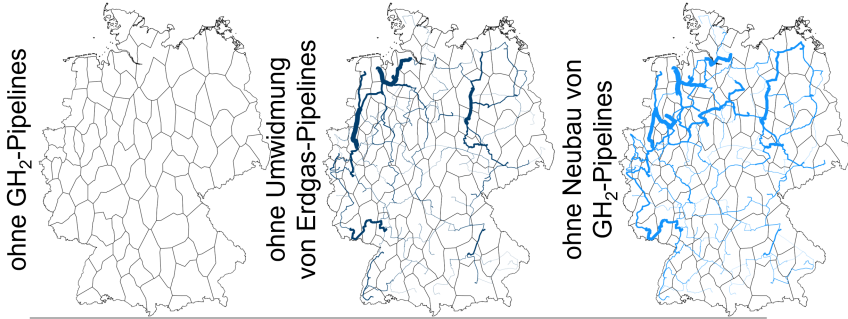 ohne GH₂-Pipelines
ohne Umwidmung
von Erdgas-Pipelines
ohne Neubau von
GH₂-Pipelines